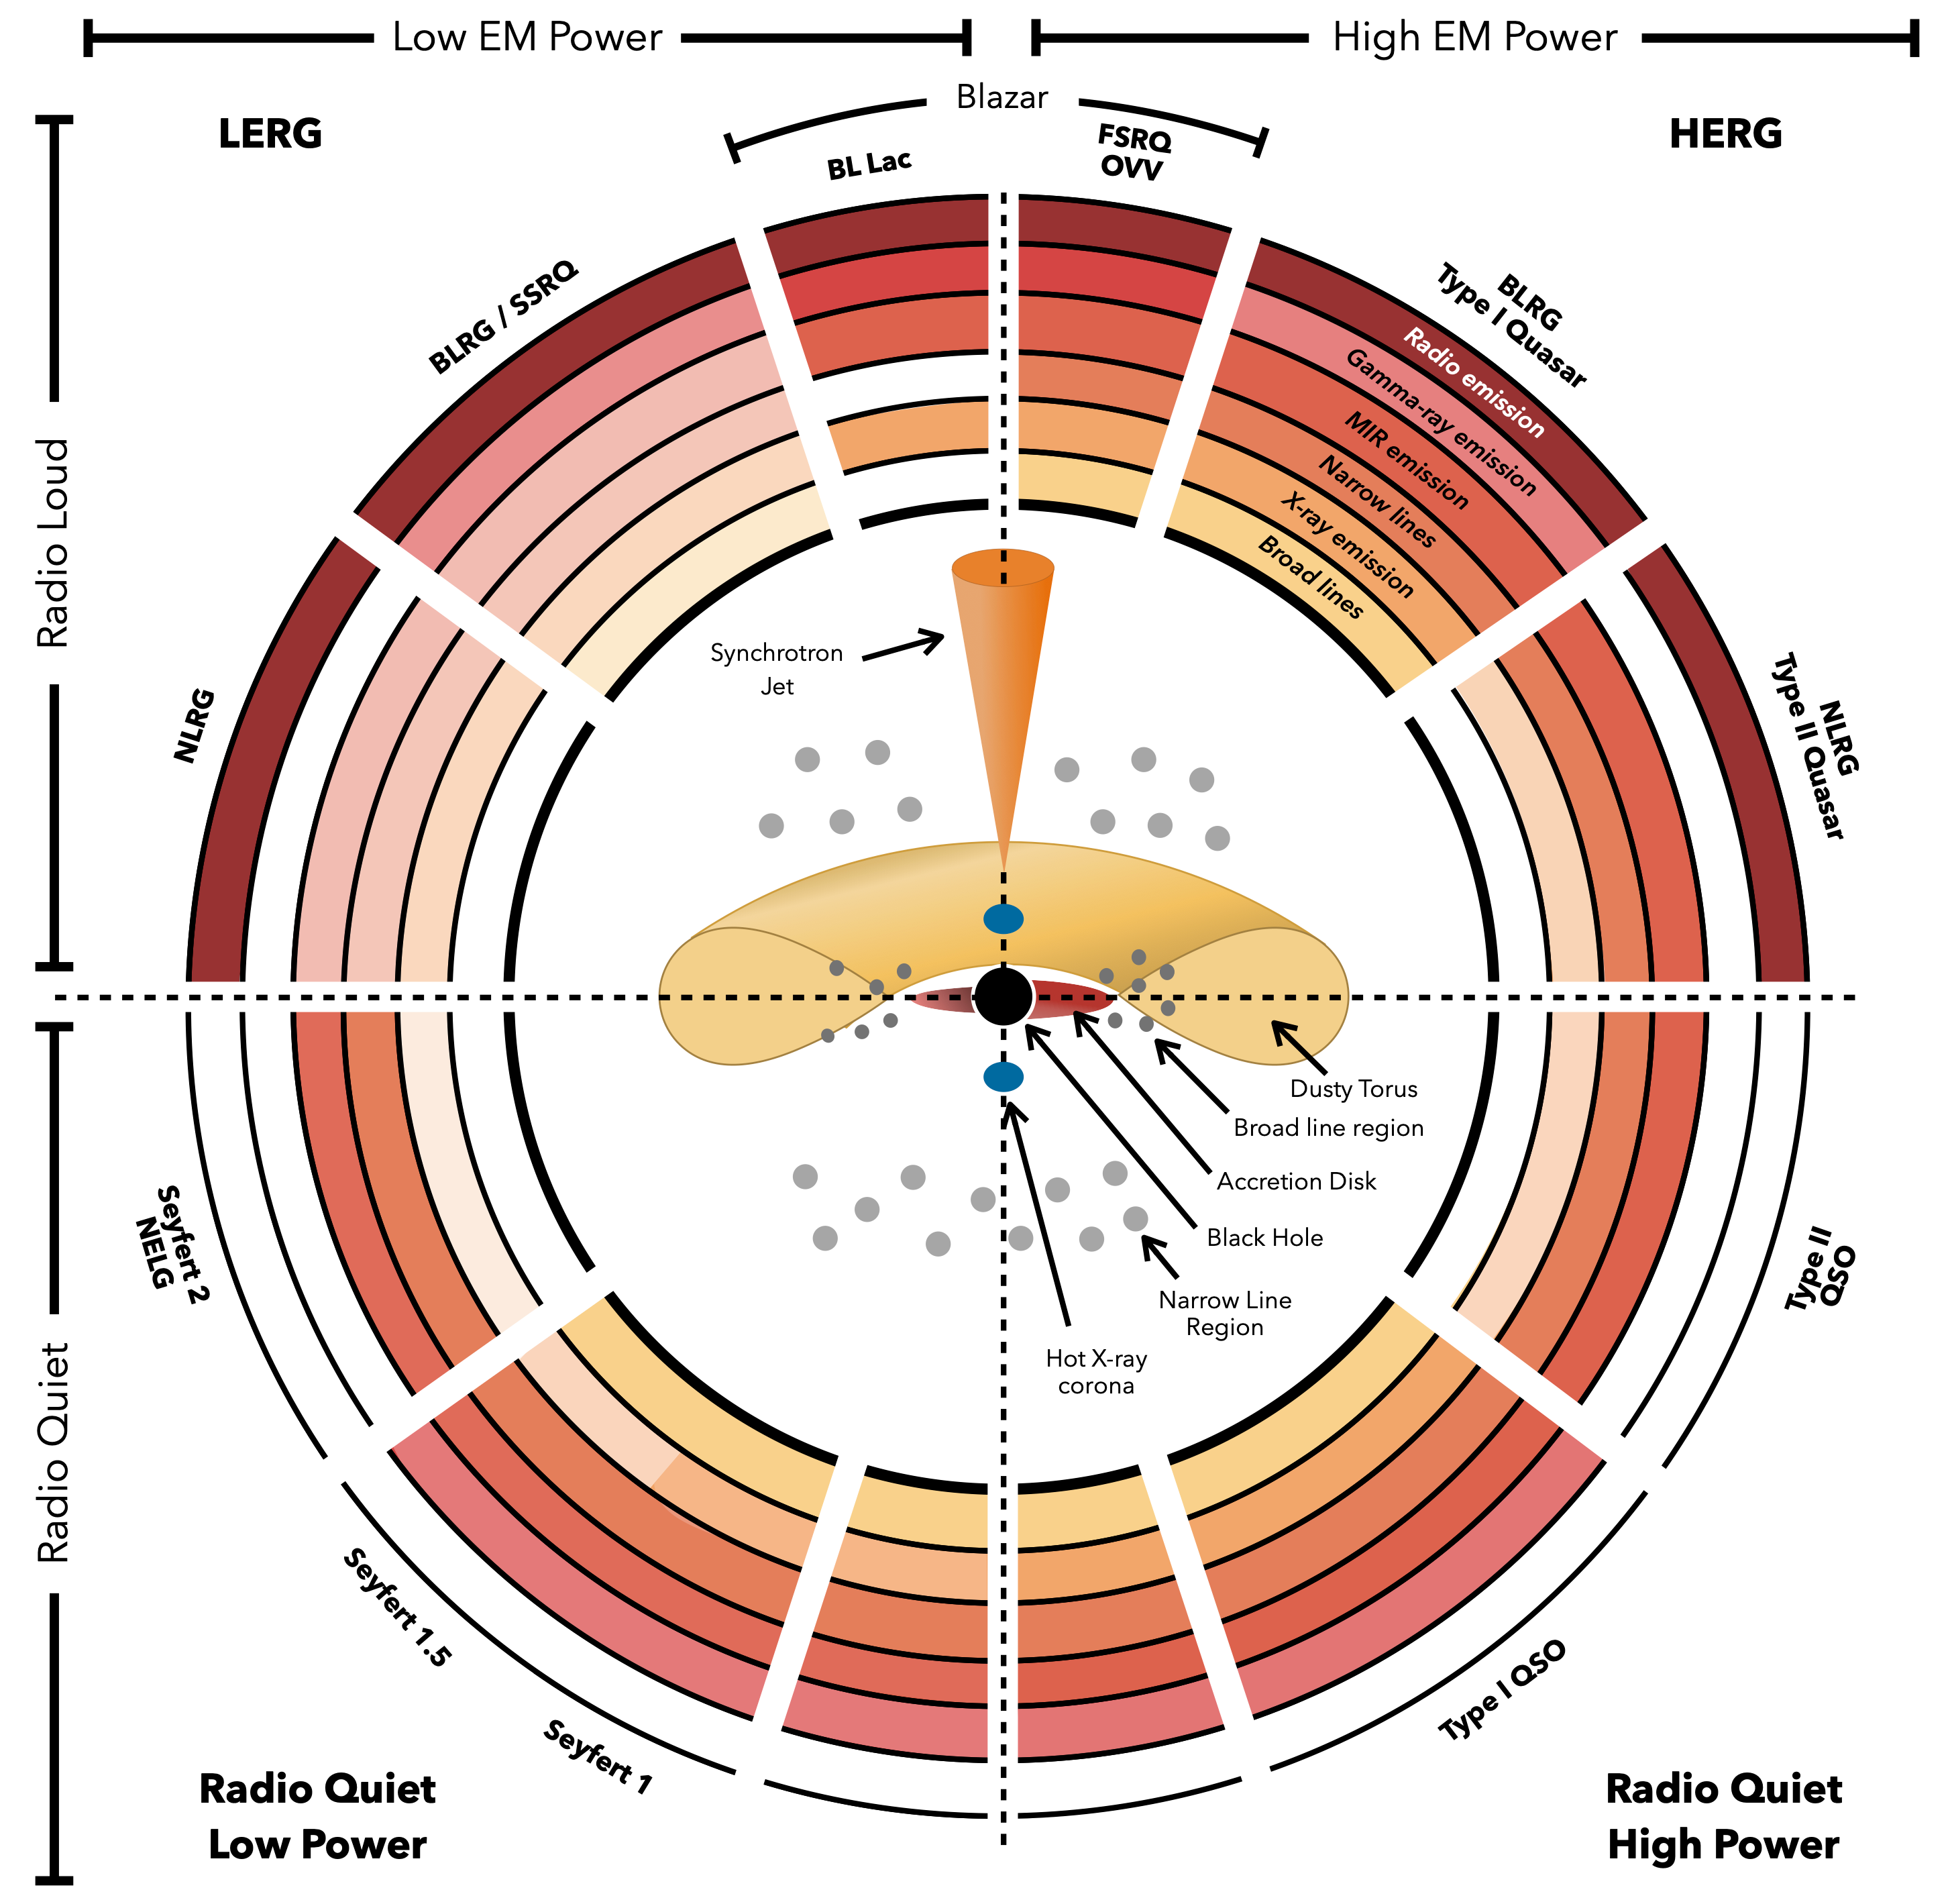 Low EM Power
High EM Power
Blazar
LERG
HERG
BL Lac
FSRQ
OVV
BLRG / SSRQ
BLRG
Type I Quasar
Radio emission
Gamma-ray emission
MIR emission
Narrow lines
X-ray emission
Broad lines
Radio Loud
NLRG
NLRG
Type II Quasar
Synchrotron
Jet
Dusty Torus
Broad line region
Accretion Disk
Black Hole
Narrow Line
Region
Hot X-ray
corona
Radio Quiet
Seyfert 2
NELG
Type II
QSO
Seyfert 1.5
Seyfert 1
Type I QSO
Radio Quiet
Low Power
Radio Quiet
High Power